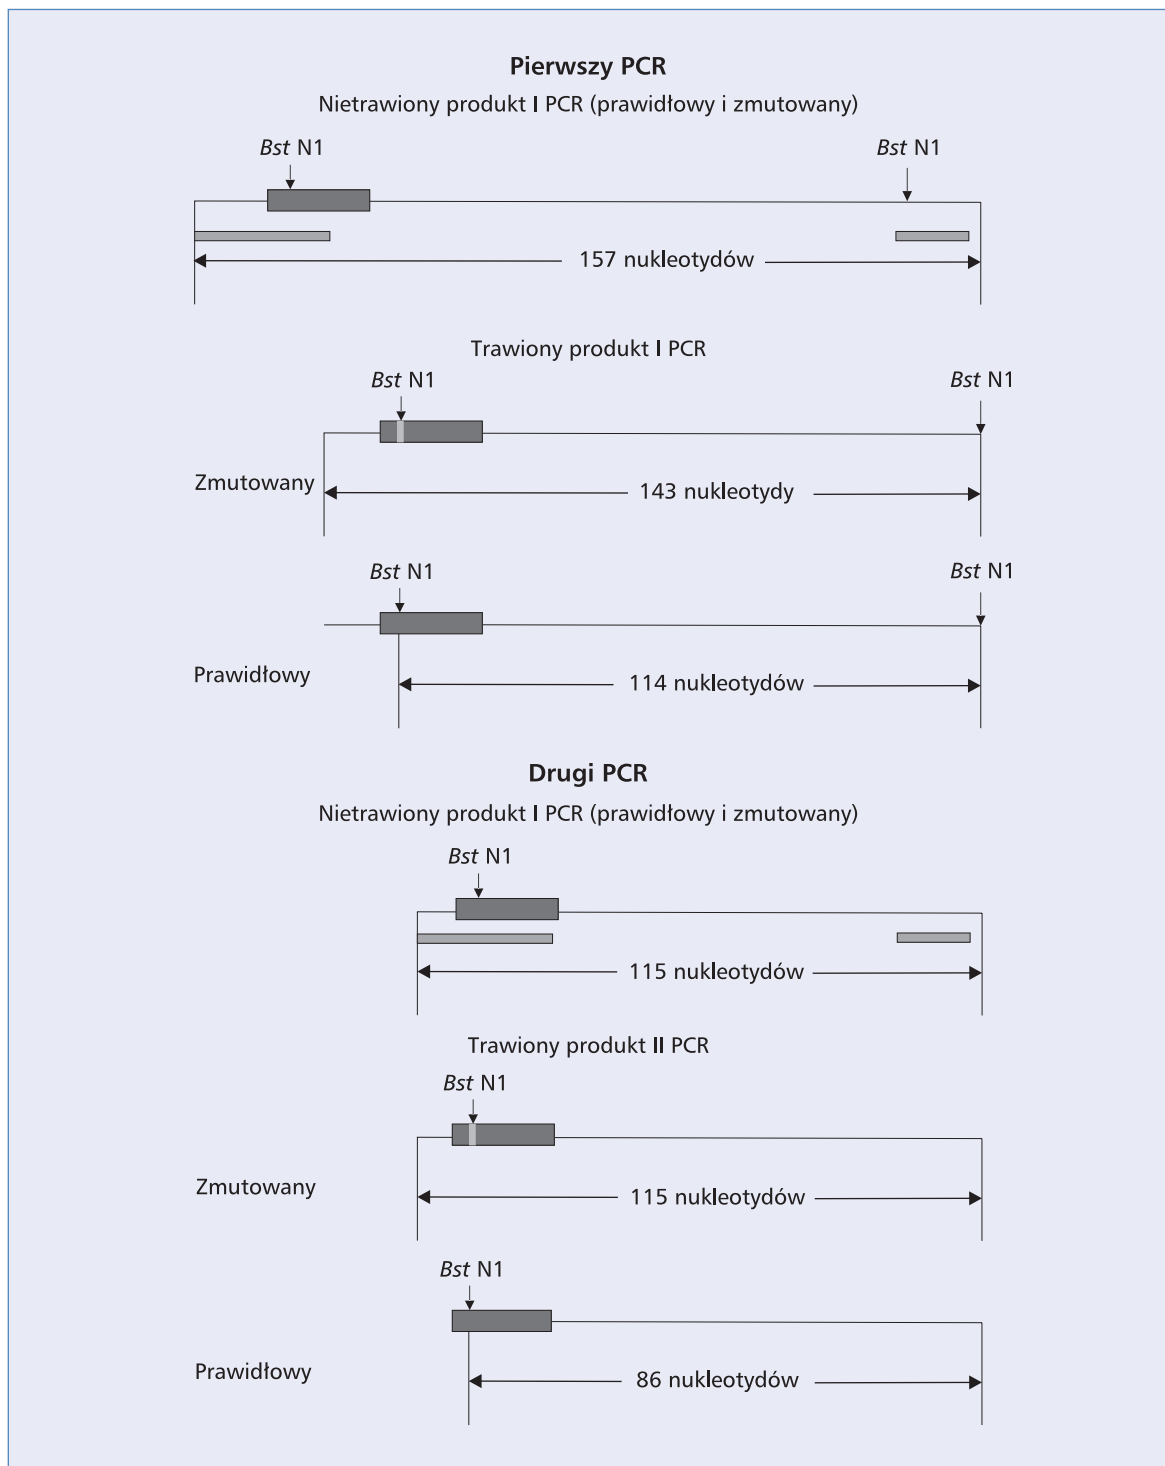 Pierwszy PCR
Nietrawiony produkt I PCR (prawidłowy i zmutowany)
Bst N1
Bst N1
157 nukleotydów
Trawiony produkt I PCR
Bst N1
Bst N1
Zmutowany
143 nukleotydy
Bst N1
Bst N1
Prawidłowy
114 nukleotydów
Drugi PCR
Nietrawiony produkt I PCR (prawidłowy i zmutowany)
Bst N1
115 nukleotydów
Trawiony produkt II PCR
Bst N1
Zmutowany
115 nukleotydów
Bst N1
Prawidłowy
86 nukleotydów